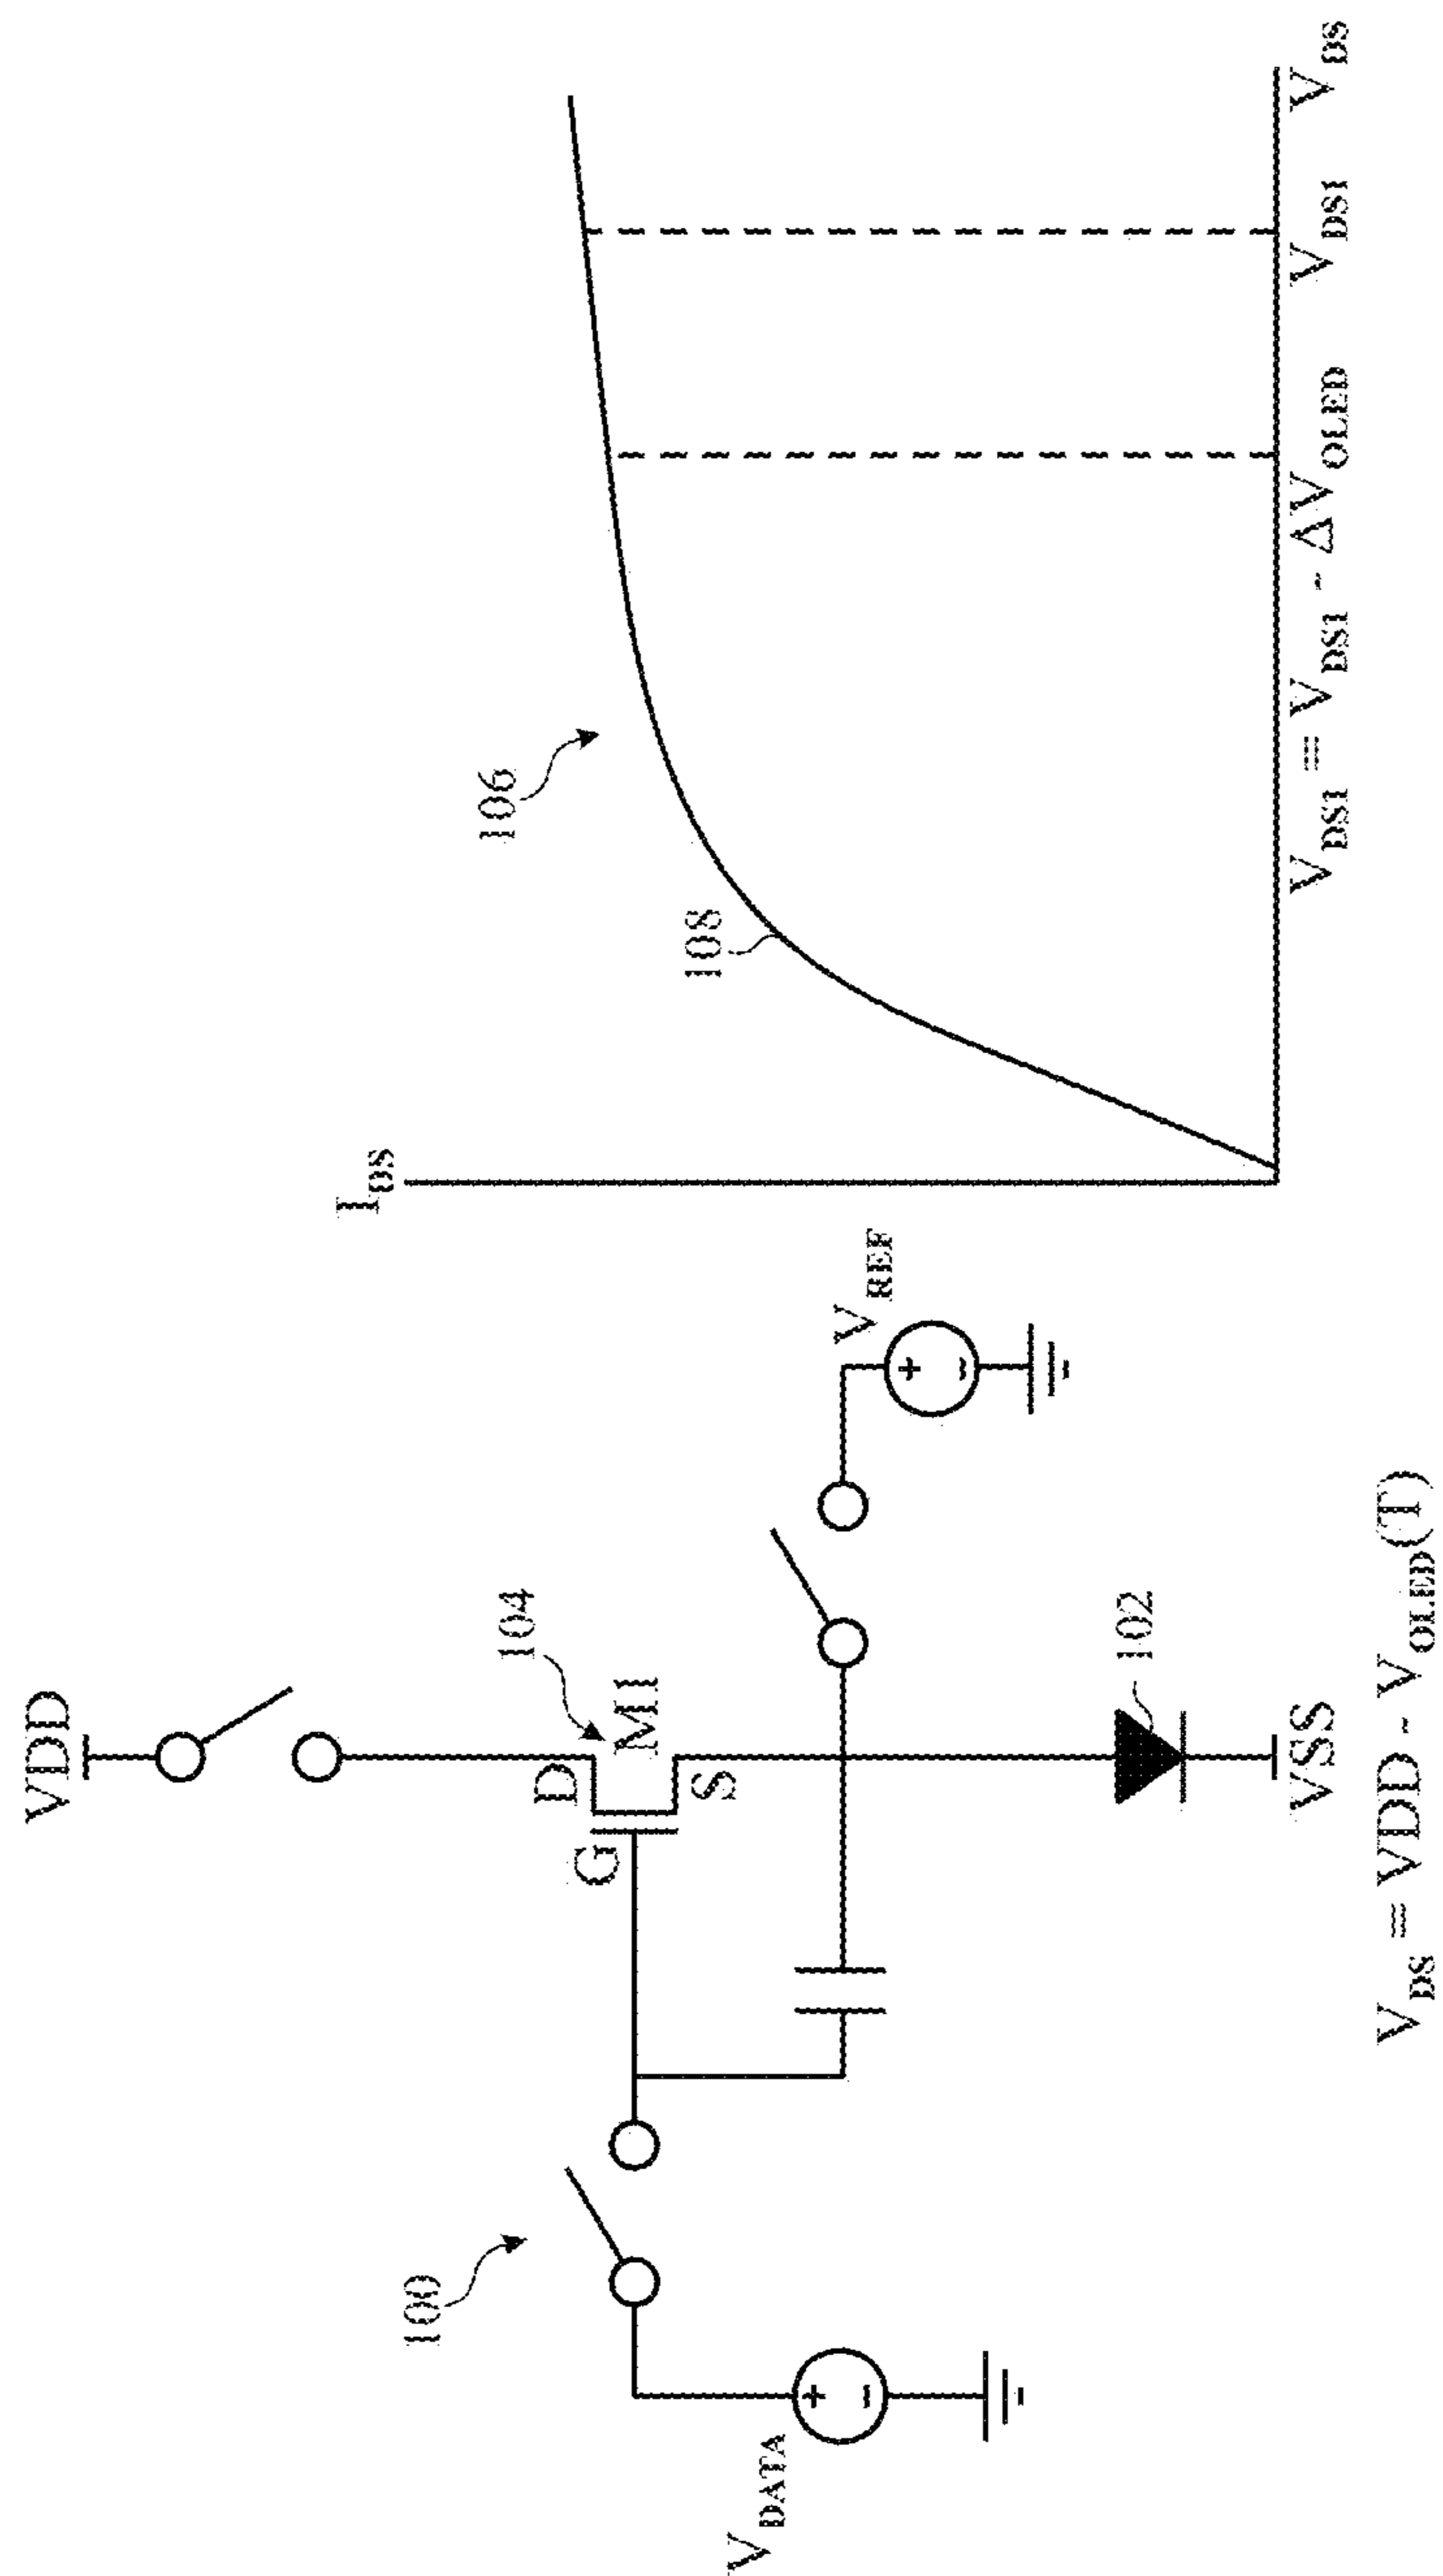 VDD
100
104
D
G
M1
S
V_DATA
+
-
V_REF
+
-
102
VSS
V_DS = VDD - V_OLED(T)
I_DS
106
108
V_DS1 = V_DS1 - ΔV_OLED
V_DS1
V_DS